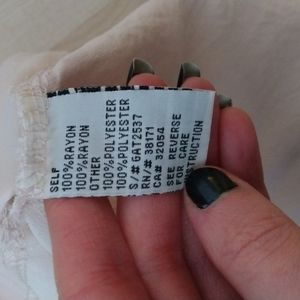 SELF
100%RAYON
100%RAYON
OTHER
100%POLYESTER
100%POLYESTER
S/# 6AT2537
RN/# 38171
CA# 32054
SEE REVERSE
FOR CARE
INSTRUCTION